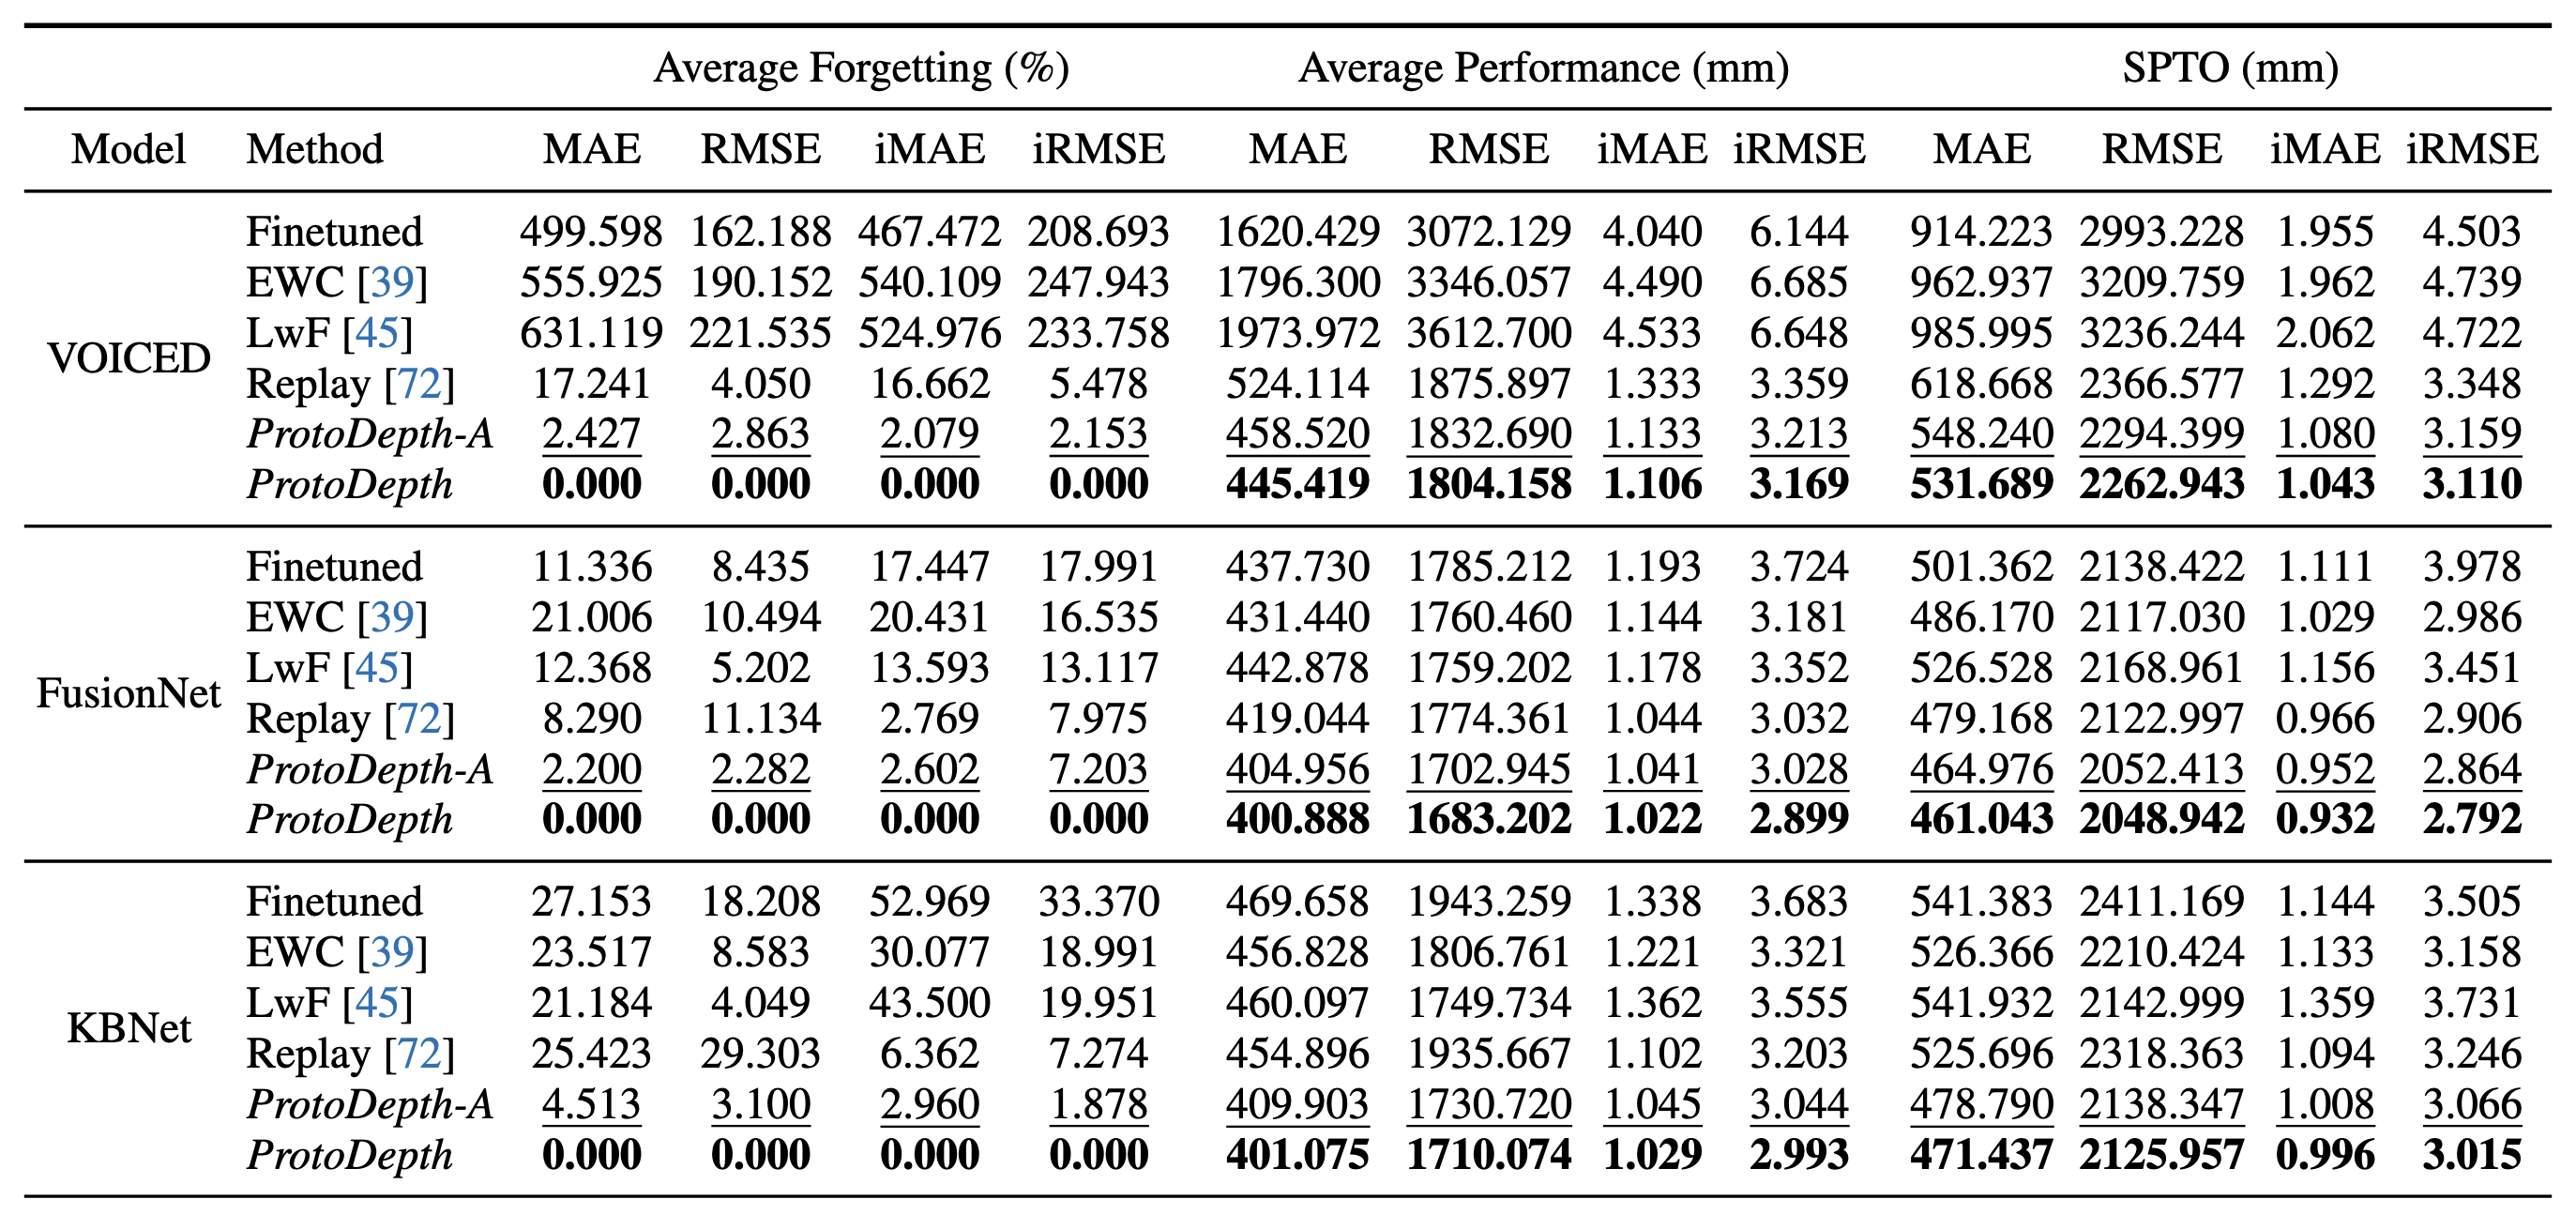 Average Forgetting (%) Average Performance (mm) SPTO (mm)
Model Method MAE RMSE iMAE iRMSE MAE RMSE iMAE iRMSE MAE RMSE iMAE iRMSE
Finetuned 499.598 162.188 467.472 208.693 1620.429 3072.129 4.040 6.144 914.223 2993.228 1.955 4.503
EWC [39] 555.925 190.152 540.109 247.943 1796.300 3346.057 4.490 6.685 962.937 3209.759 1.962 4.739
LwF [45] 631.119 221.535 524.976 233.758 1973.972 3612.700 4.533 6.648 985.995 3236.244 2.062 4.722
VOICED
Replay [72] 17.241 4.050 16.662 5.478 524.114 1875.897 1.333 3.359 618.668 2366.577 1.292 3.348
ProtoDepth-A 2.427 2.863 2.079 2.153 458.520 1832.690 1.133 3.213 548.240 2294.399 1.080 3.159
ProtoDepth 0.000 0.000 0.000 0.000 445.419 1804.158 1.106 3.169 531.689 2262.943 1.043 3.110
Finetuned 11.336 8.435 17.447 17.991 437.730 1785.212 1.193 3.724 501.362 2138.422 1.111 3.978
EWC [39] 21.006 10.494 20.431 16.535 431.440 1760.460 1.144 3.181 486.170 2117.030 1.029 2.986
LwF [45] 12.368 5.202 13.593 13.117 442.878 1759.202 1.178 3.352 526.528 2168.961 1.156 3.451
FusionNet
Replay [72] 8.290 11.134 2.769 7.975 419.044 1774.361 1.044 3.032 479.168 2122.997 0.966 2.906
ProtoDepth-A 2.200 2.282 2.602 7.203 404.956 1702.945 1.041 3.028 464.976 2052.413 0.952 2.864
ProtoDepth 0.000 0.000 0.000 0.000 400.888 1683.202 1.022 2.899 461.043 2048.942 0.932 2.792
Finetuned 27.153 18.208 52.969 33.370 469.658 1943.259 1.338 3.683 541.383 2411.169 1.144 3.505
EWC [39] 23.517 8.583 30.077 18.991 456.828 1806.761 1.221 3.321 526.366 2210.424 1.133 3.158
LwF [45] 21.184 4.049 43.500 19.951 460.097 1749.734 1.362 3.555 541.932 2142.999 1.359 3.731
KBNet
Replay [72] 25.423 29.303 6.362 7.274 454.896 1935.667 1.102 3.203 525.696 2318.363 1.094 3.246
ProtoDepth-A 4.513 3.100 2.960 1.878 409.903 1730.720 1.045 3.044 478.790 2138.347 1.008 3.066
ProtoDepth 0.000 0.000 0.000 0.000 401.075 1710.074 1.029 2.993 471.437 2125.957 0.996 3.015